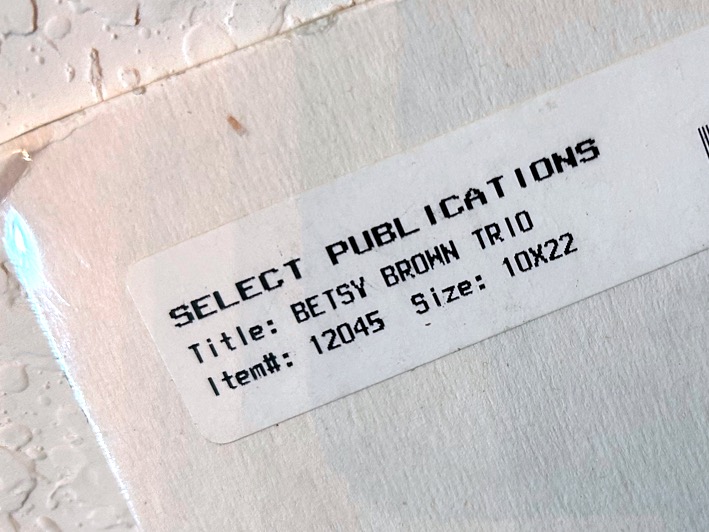 SELECT PUBLICATIONS
Title: BETSY BROWN TRIO
Item#: 12045 Size: 10X22